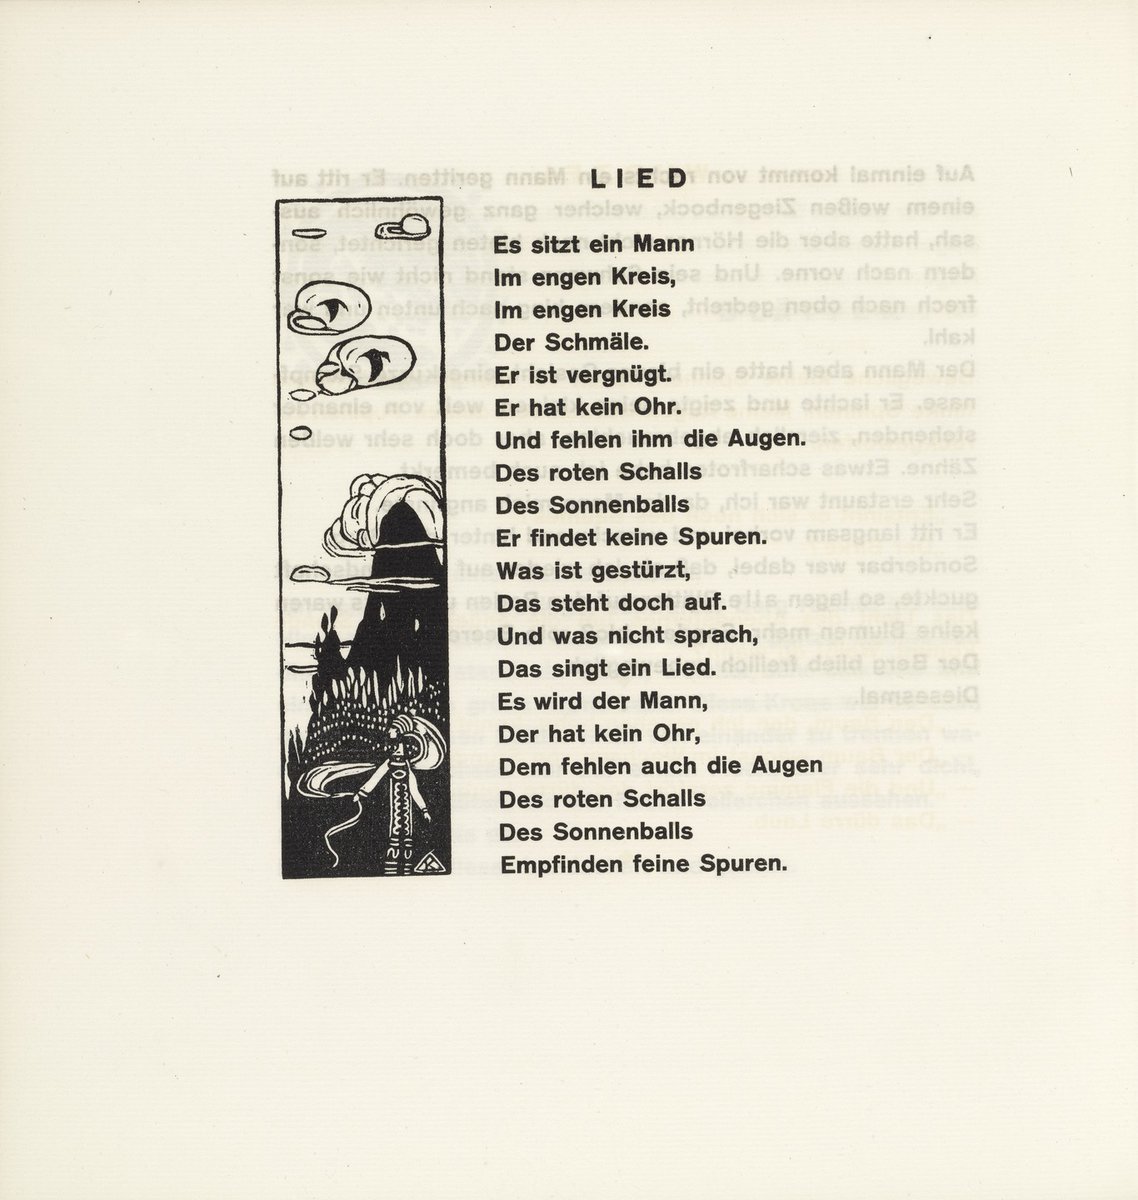 LIED
Es sitzt ein Mann
Im engen Kreis,
Im engen Kreis
Der Schmäle.
Er ist vergnügt.
Er hat kein Ohr.
Und fehlen ihm die Augen.
Des roten Schalls
Des Sonnenballs
Er findet keine Spuren.
Was ist gestürzt,
Das steht doch auf.
Und was nicht sprach,
Das singt ein Lied.
Es wird der Mann,
Der hat kein Ohr,
Dem fehlen auch die Augen
Des roten Schalls
Des Sonnenballs
Empfinden feine Spuren.